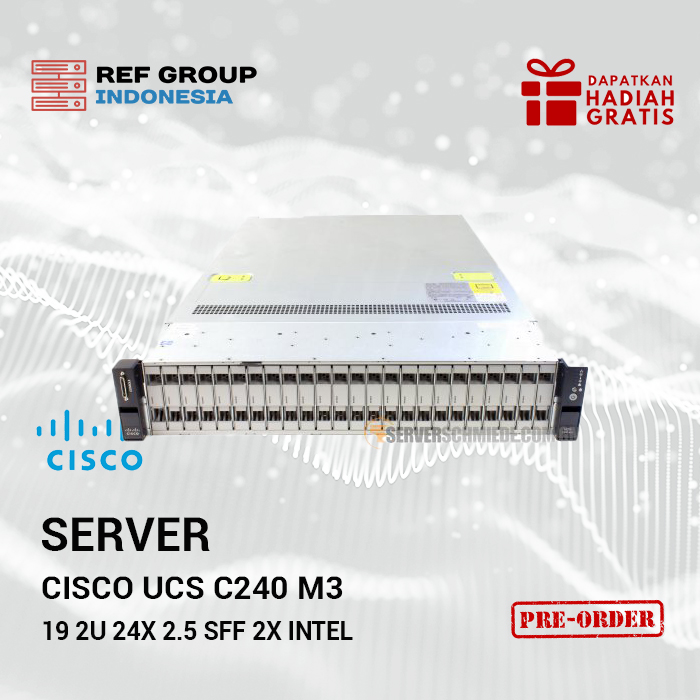 REF GROUP
INDONESIA
DAPATKAN
HADIAH
GRATIS
SERVERSCHMIEDE.COM
CISCO
SERVER
CISCO UCS C240 M3
19 2U 24X 2.5 SFF 2X INTEL
PRE-ORDER